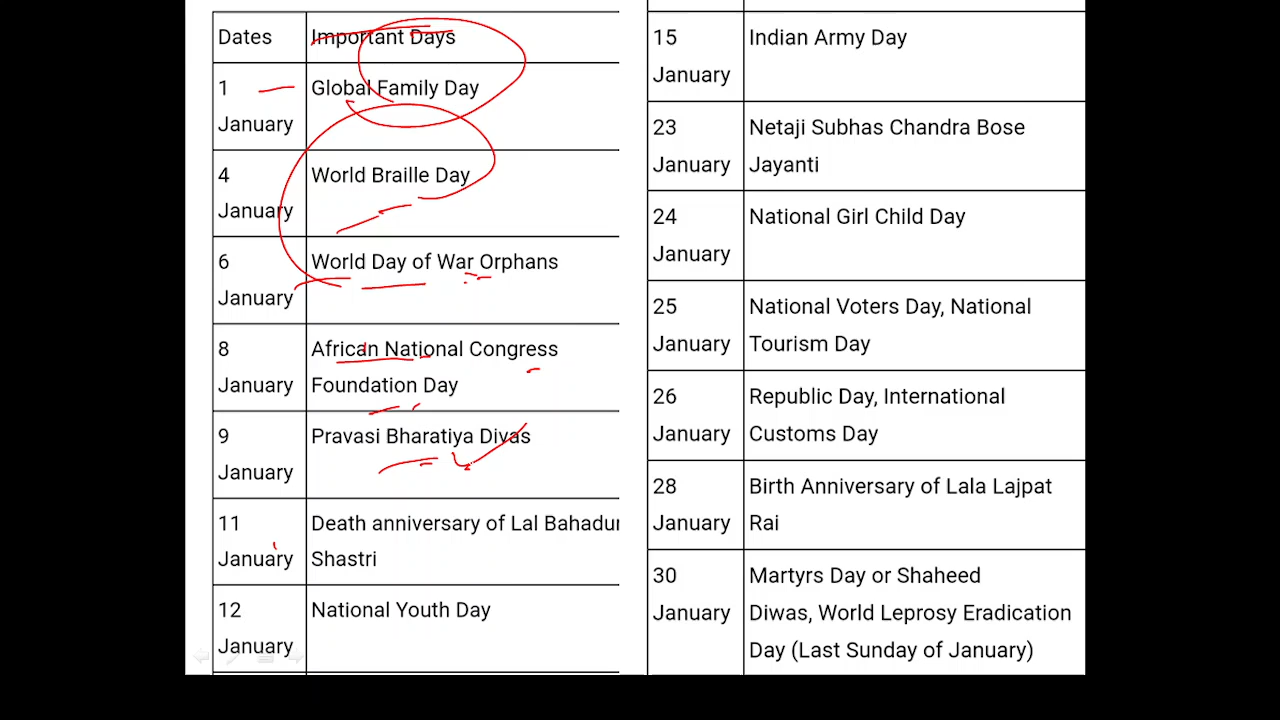 Dates Important Days
1 Global Family Day
January
4 World Braille Day
January
6 World Day of War Orphans
January
8 African National Congress
January Foundation Day
9 Pravasi Bharatiya Divas
January
11 Death anniversary of Lal Bahadur
January Shastri
12 National Youth Day
January
15 Indian Army Day
January
23 Netaji Subhas Chandra Bose
January Jayanti
24 National Girl Child Day
January
25 National Voters Day, National
January Tourism Day
26 Republic Day, International
January Customs Day
28 Birth Anniversary of Lala Lajpat
January Rai
30 Martyrs Day or Shaheed
January Diwas, World Leprosy Eradication
Day (Last Sunday of January)